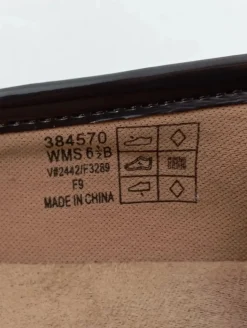 384570
WMS 6½B
V#2442/F3289
F9
MADE IN CHINA